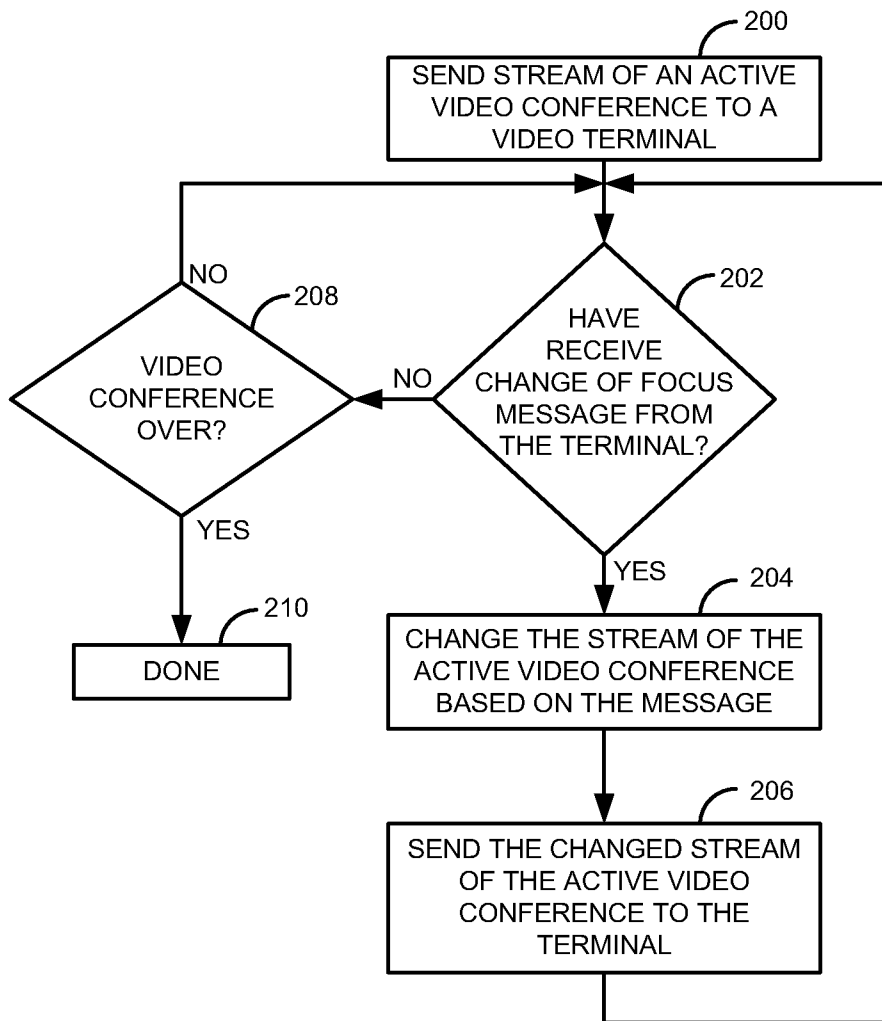 200
SEND STREAM OF AN ACTIVE
VIDEO CONFERENCE TO A
VIDEO TERMINAL
NO
208
202
VIDEO
CONFERENCE
OVER?
NO
HAVE
RECEIVE
CHANGE OF FOCUS
MESSAGE FROM
THE TERMINAL?
YES
YES
210
204
DONE
CHANGE THE STREAM OF THE
ACTIVE VIDEO CONFERENCE
BASED ON THE MESSAGE
206
SEND THE CHANGED STREAM
OF THE ACTIVE VIDEO
CONFERENCE TO THE
TERMINAL